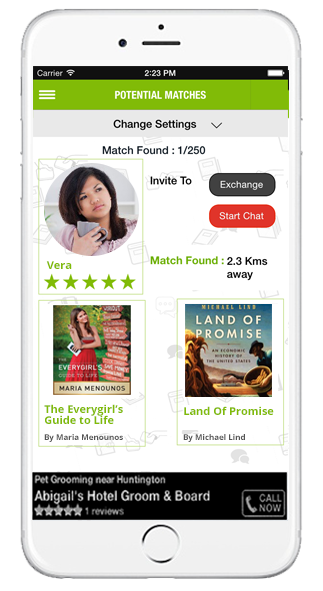 Carrier 2:23 PM
POTENTIAL MATCHES
Change Settings
Match Found : 1/250
Invite To
Exchange
Start Chat
Vera
Match Found : 2.3 Kms
away
THE
EVERYGIRL'S
GUIDE TO LIFE
MARIA MENOUNOS
MICHAEL LIND
LAND OF
PROMISE
AN ECONOMIC
HISTORY OF
THE UNITED STATES
The Everygirl's
Guide to Life
By Maria Menounos
Land Of Promise
By Michael Lind
Pet Grooming near Huntington
Abigail's Hotel Groom & Board
1 reviews
CALL
NOW